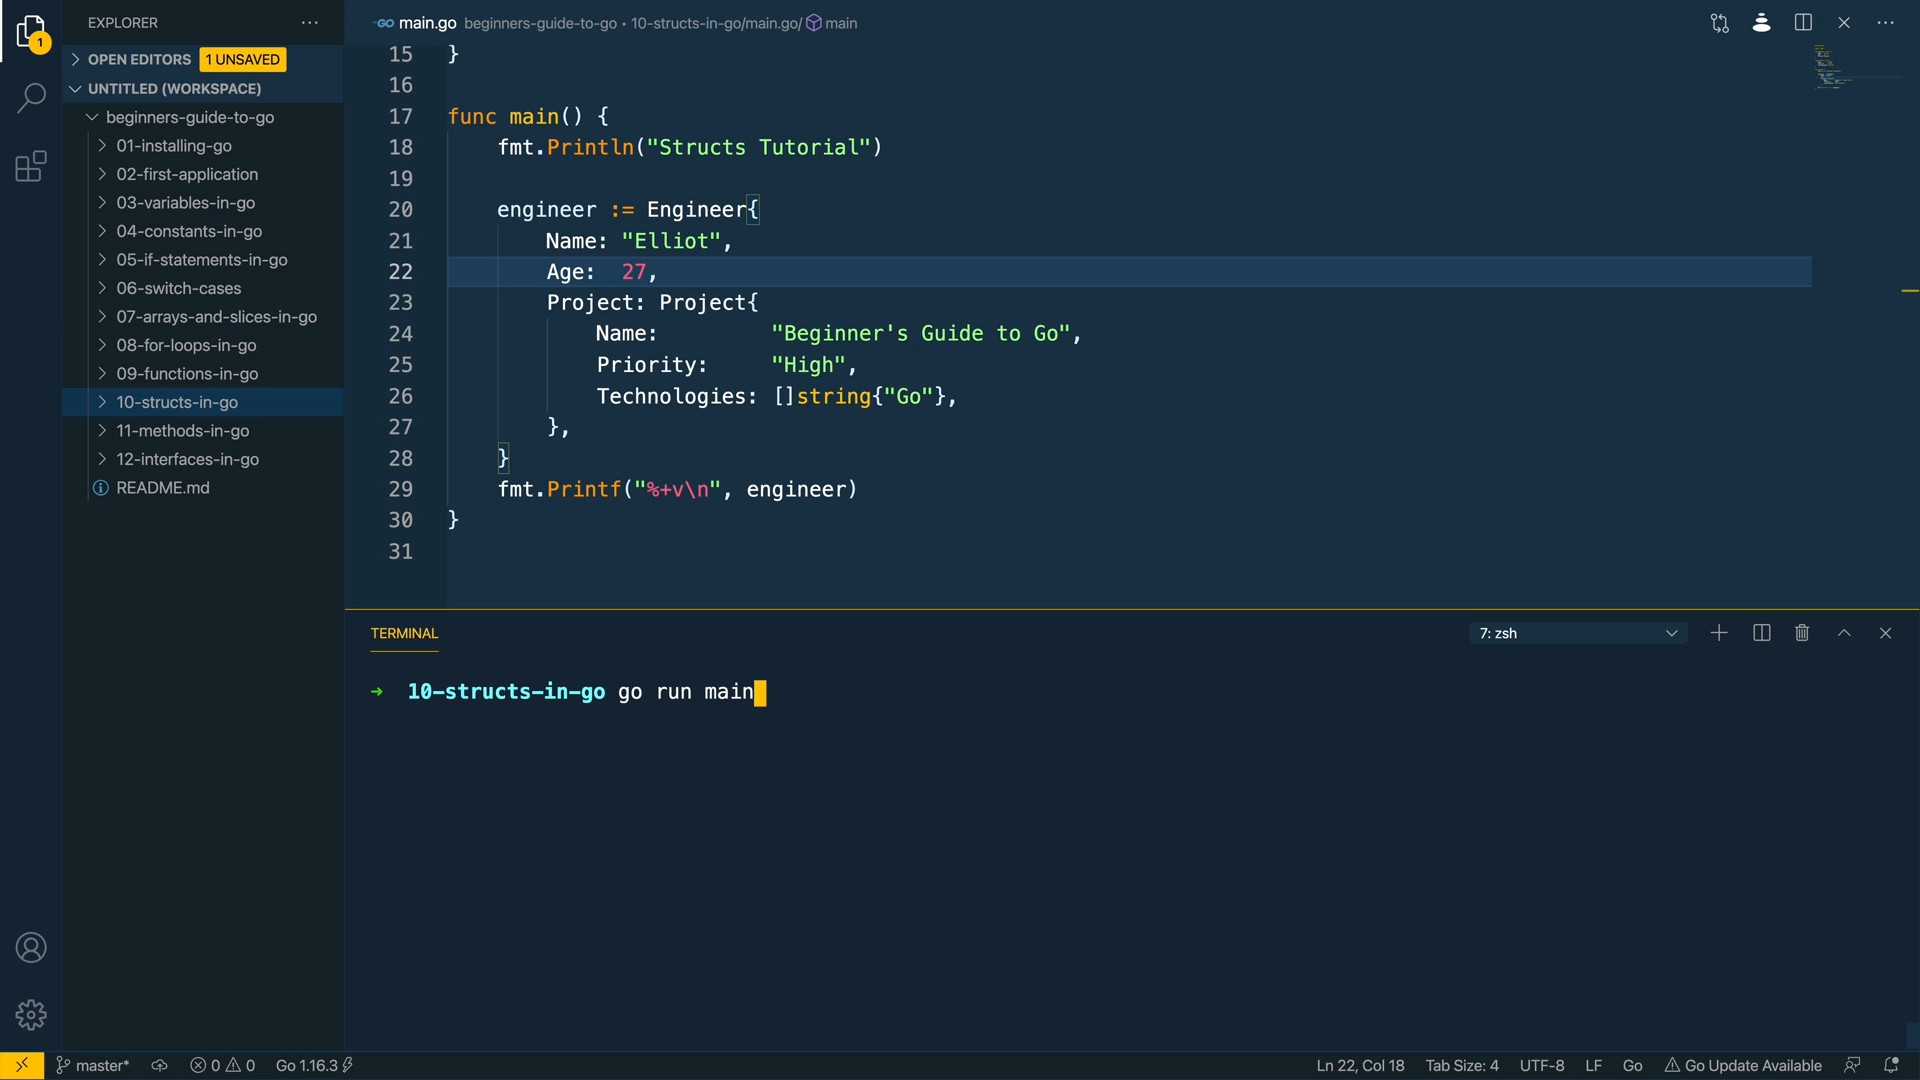 1
EXPLORER
OPEN EDITORS 1 UNSAVED
UNTITLED (WORKSPACE)
beginners-guide-to-go
01-installing-go
02-first-application
03-variables-in-go
04-constants-in-go
05-if-statements-in-go
06-switch-cases
07-arrays-and-slices-in-go
08-for-loops-in-go
09-functions-in-go
10-structs-in-go
11-methods-in-go
12-interfaces-in-go
README.md
GO main.go beginners-guide-to-go • 10-structs-in-go/main.go/ main
15 }
16
17 func main() {
18     fmt.Println("Structs Tutorial")
19
20     engineer := Engineer{
21         Name: "Elliot",
22         Age:  27,
23         Project: Project{
24             Name:         "Beginner's Guide to Go",
25             Priority:     "High",
26             Technologies: []string{"Go"},
27         },
28     }
29     fmt.Printf("%+v\n", engineer)
30 }
31
TERMINAL
7: zsh
➜ 10-structs-in-go go run main
master* 0 0 Go 1.16.3 Ln 22, Col 18 Tab Size: 4 UTF-8 LF Go Go Update Available